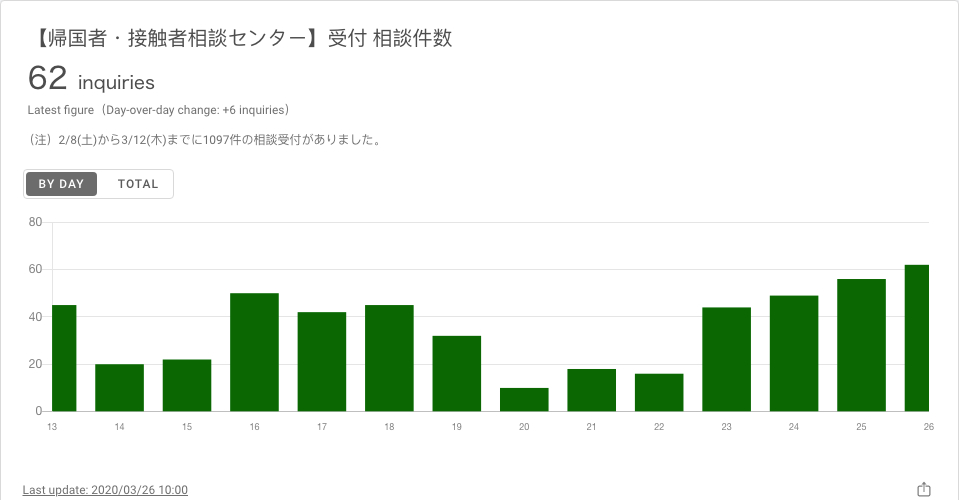 【帰国者・接触者相談センター】受付 相談件数
62 inquiries
Latest figure（Day-over-day change: +6 inquiries）
（注）2/8(土)から3/12(木)までに1097件の相談受付がありました。
BY DAY TOTAL
80
60
40
20
0
13 14 15 16 17 18 19 20 21 22 23 24 25 26
Last update: 2020/03/26 10:00